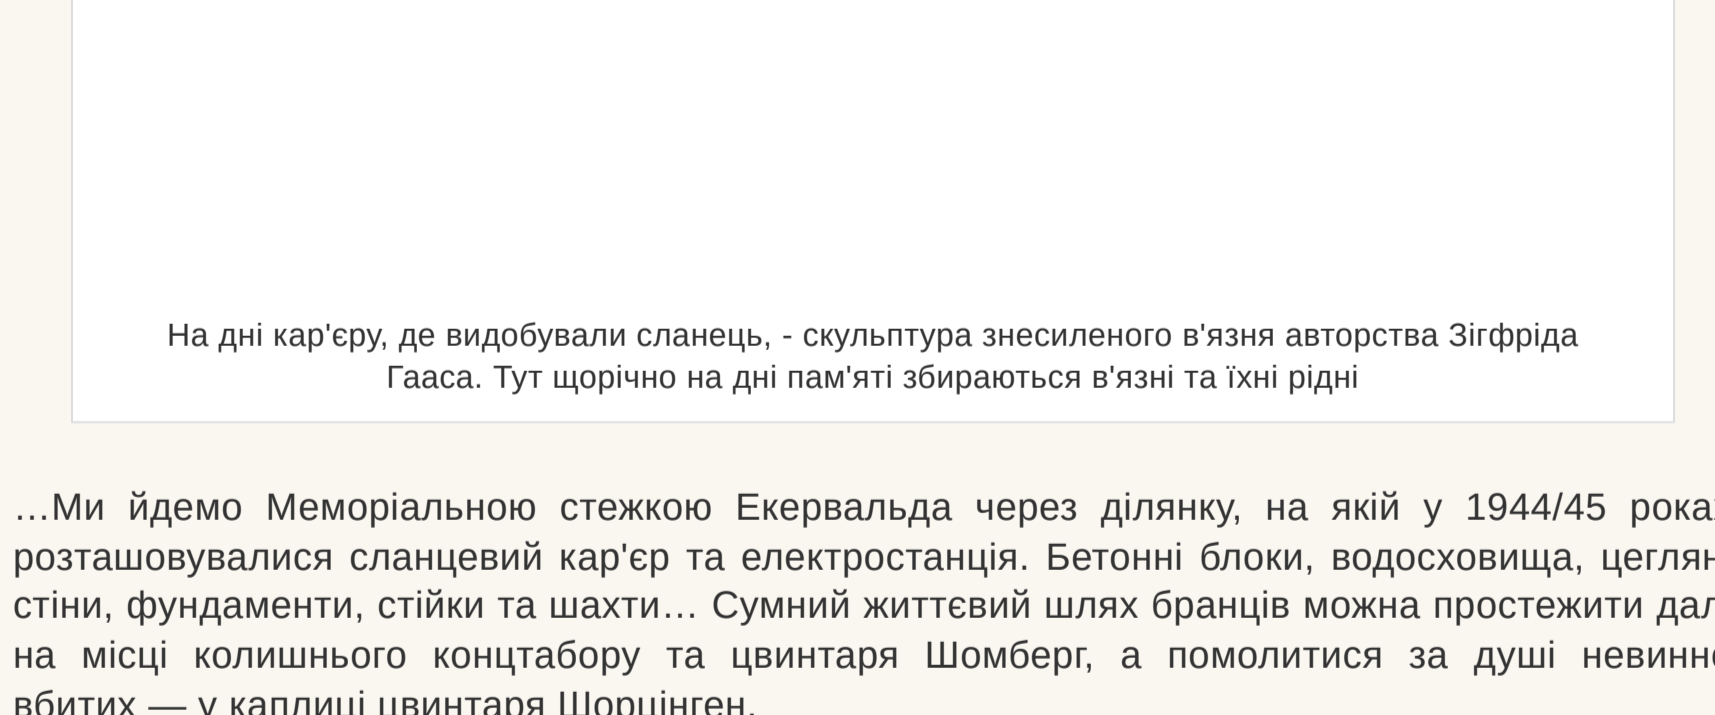 На дні кар'єру, де видобували сланець, - скульптура знесиленого в'язня авторства Зігфріда
Гааса. Тут щорічно на дні пам'яті збираються в'язні та їхні рідні
…Ми йдемо Меморіальною стежкою Екервальда через ділянку, на якій у 1944/45
розташовувалися сланцевий кар'єр та електростанція. Бетонні блоки, водосховища,
стіни, фундаменти, стійки та шахти… Сумний життєвий шлях бранців можна простежити
на місці колишнього концтабору та цвинтаря Шомберг, а помолитися за душі
вбитих — у каплиці цвинтаря Шорцінген.